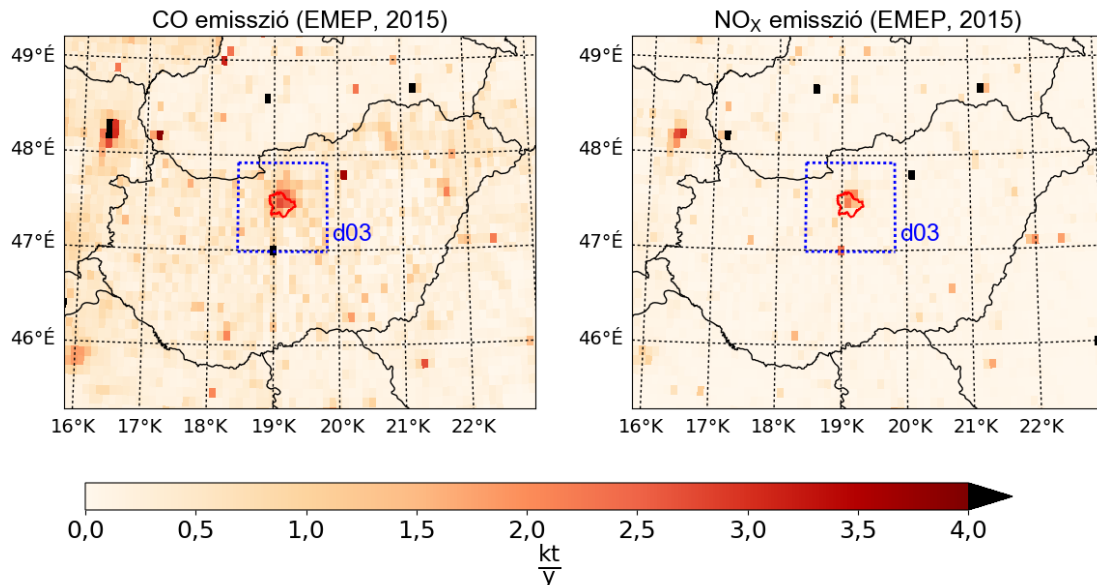 CO emisszió (EMEP, 2015)
49°É
48°É
47°É
46°É
d03
16°K 17°K 18°K 19°K 20°K 21°K 22°K
NOX emisszió (EMEP, 2015)
49°É
48°É
47°É
46°É
d03
16°K 17°K 18°K 19°K 20°K 21°K 22°K
0,0 0,5 1,0 1,5 2,0 2,5 3,0 3,5 4,0
kt
y